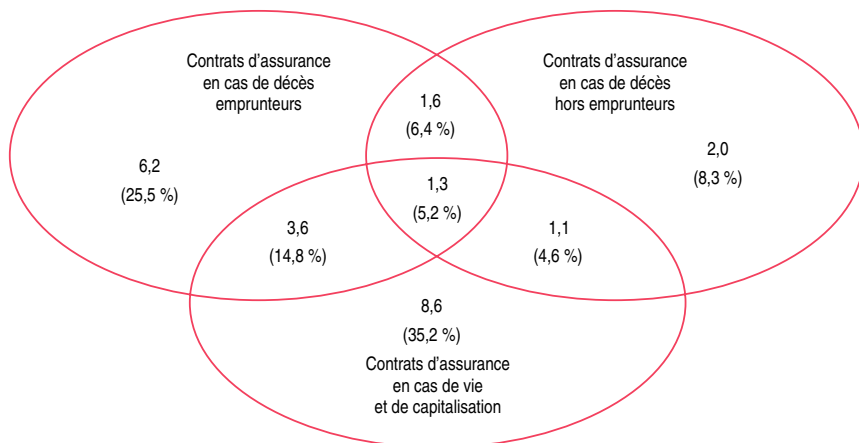 Contrats d'assurance
en cas de décès
emprunteurs
Contrats d'assurance
en cas de décès
hors emprunteurs
1,6
(6,4 %)
6,2
(25,5 %)
2,0
(8,3 %)
1,3
(5,2 %)
3,6
(14,8 %)
1,1
(4,6 %)
8,6
(35,2 %)
Contrats d'assurance
en cas de vie
et de capitalisation